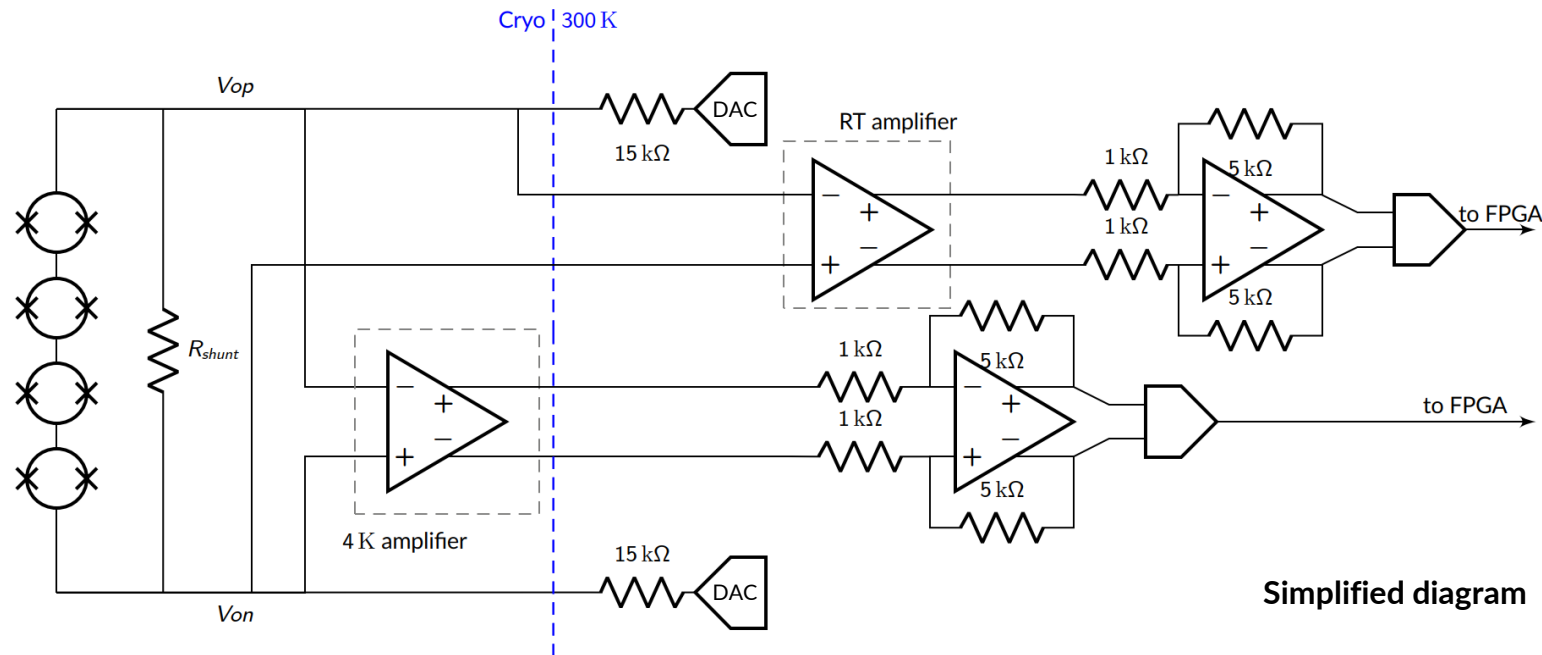 Cryo 300 K
Vop
DAC
15 kΩ
RT amplifier
1 kΩ
5 kΩ
−
+
−
+
1 kΩ
5 kΩ
to FPGA
Rshunt
−
+
−
+
4 K amplifier
1 kΩ
5 kΩ
−
+
−
+
1 kΩ
5 kΩ
−
+
−
+
to FPGA
15 kΩ
DAC
Von
Simplified diagram